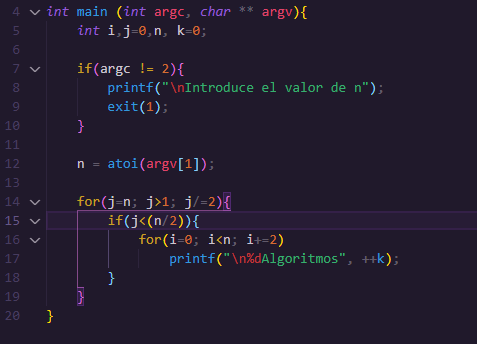 4 int main (int argc, char ** argv){
5 int i,j=0,n, k=0;
6
7 if(argc != 2){
8 printf("\nIntroduce el valor de n");
9 exit(1);
10 }
11
12 n = atoi(argv[1]);
13
14 for(j=n; j>1; j/=2){
15 if(j<(n/2)){
16 for(i=0; i<n; i+=2)
17 printf("\n%dAlgoritmos", ++k);
18 }
19 }
20 }